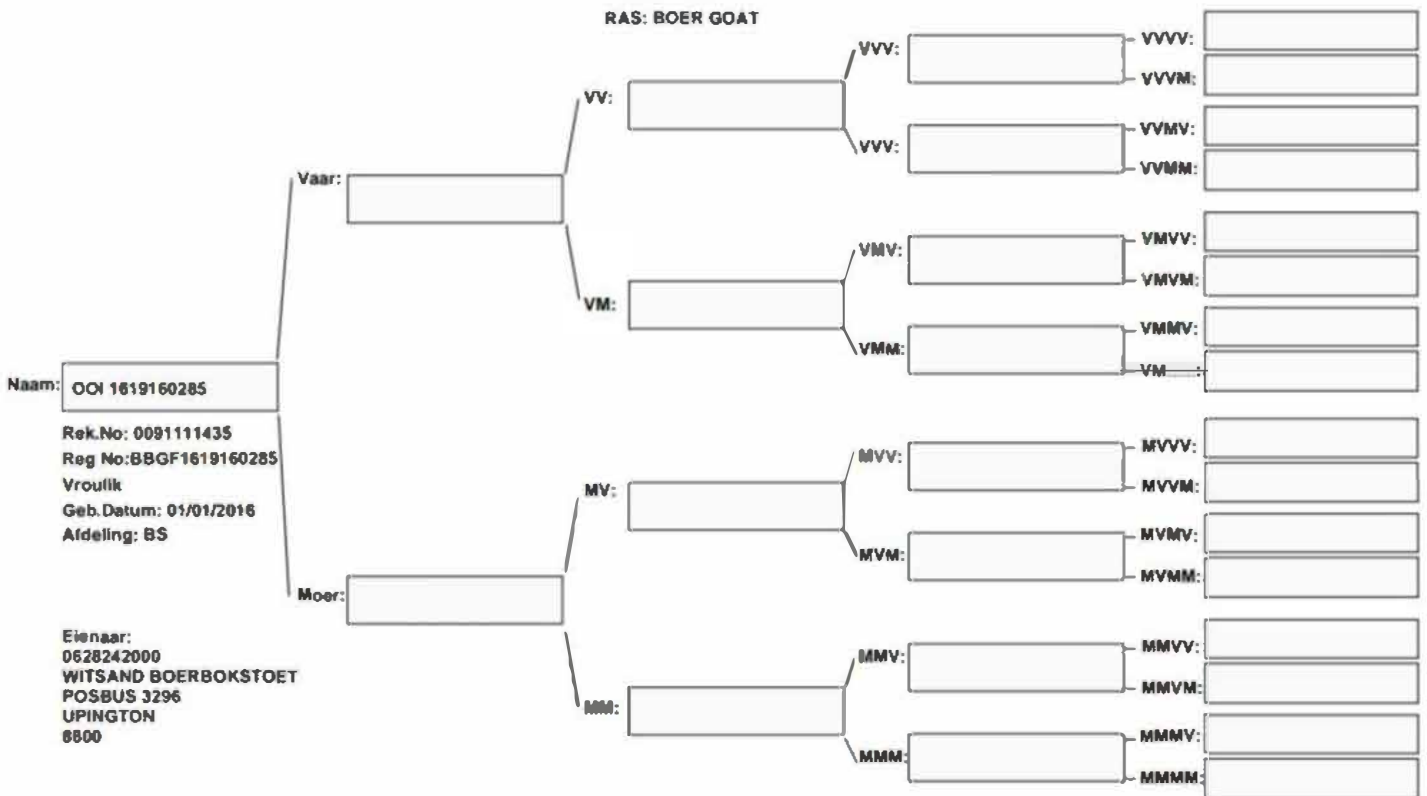 RAS: BOER GOAT
VVVV:
VVV:
VVVM:
VV:
VVMV:
VVV:
VVMM:
Vaar:
VMVV:
VMV:
VMVM:
VM:
VMMV:
VMM:
VM :
Naam: OOI 1619160285
Rek.No: 0091111435
Reg No:BBGF1619160285
Vroulik
Geb.Datum: 01/01/2016
Afdeling: BS
MVVV:
MVV:
MVVM:
MV:
MVMV:
MVM:
MVMM:
Moer:
MMVV:
MMV:
MMVM:
MM:
MMMV:
MMM:
MMMM:
Eienaar:
0628242000
WITSAND BOERBOKSTOET
POSBUS 3296
UPINGTON
8800